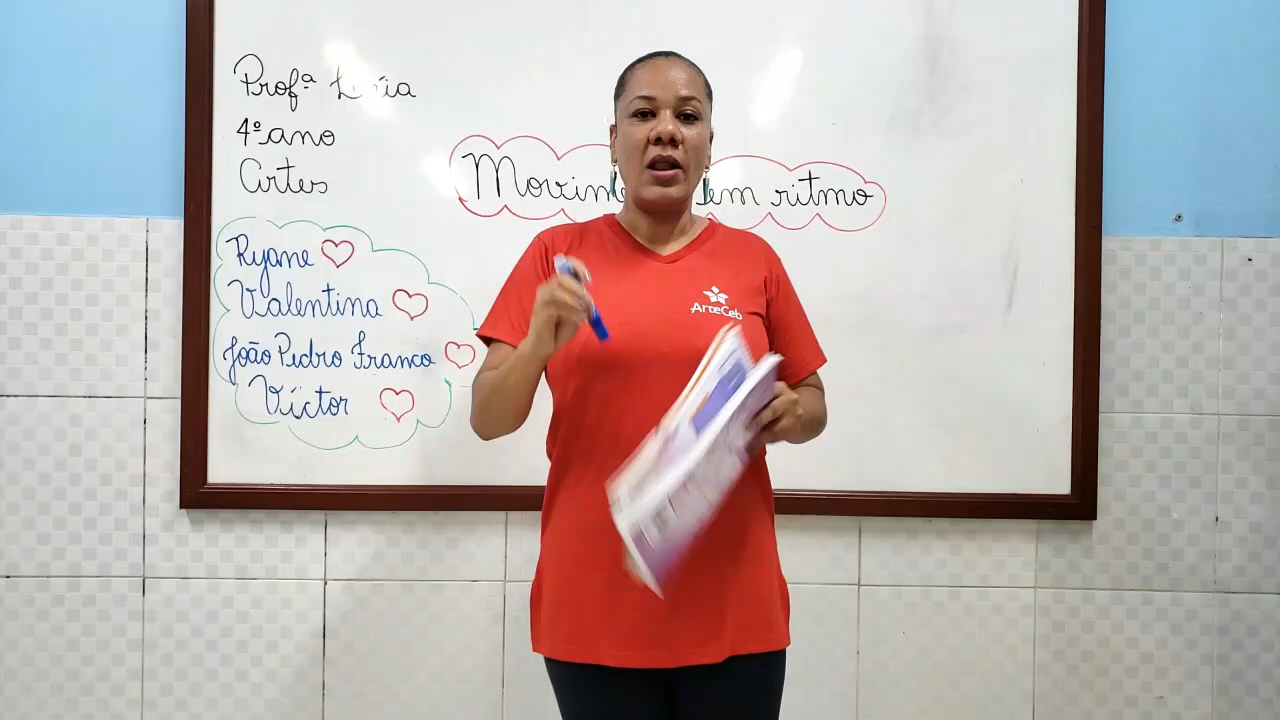 Profª
4º ano
Artes
Ryane
Valentina
João Pedro Franco
Victor
em ritmo
ArteCeb